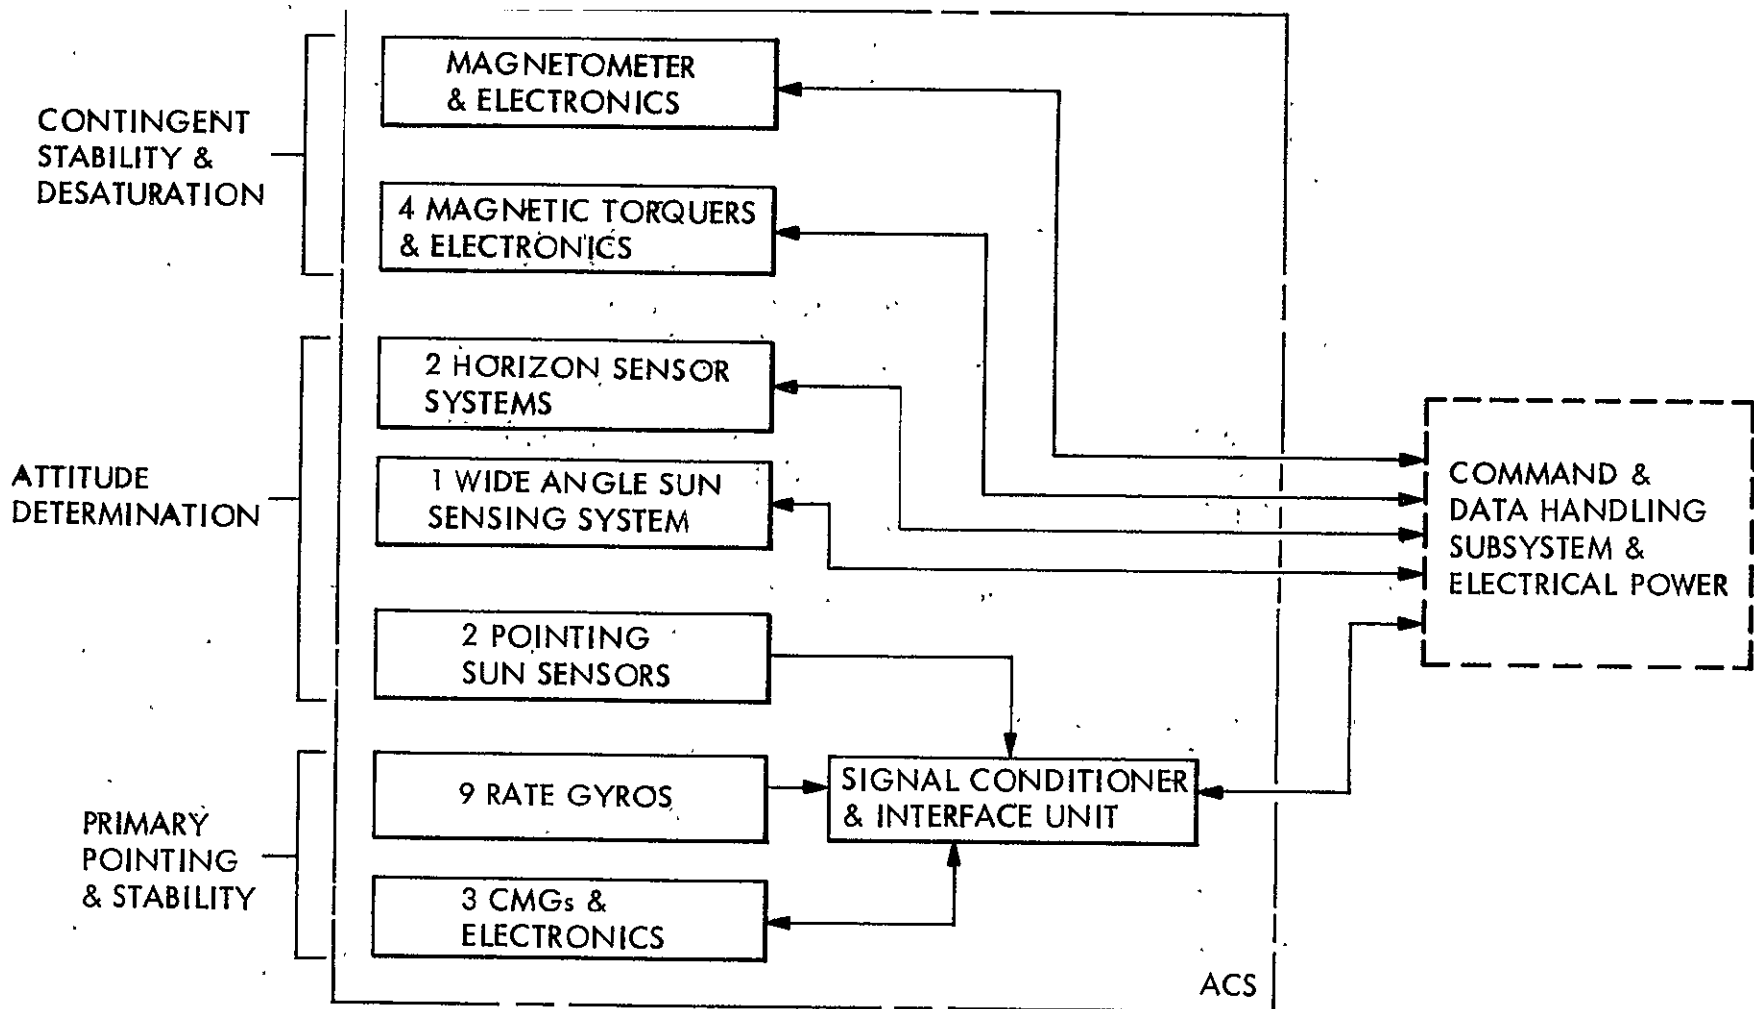 CONTINGENT
STABILITY &
DESATURATION
MAGNETOMETER
& ELECTRONICS
4 MAGNETIC TORQUERS
& ELECTRONICS
ATTITUDE
DETERMINATION
2 HORIZON SENSOR
SYSTEMS
1 WIDE ANGLE SUN
SENSING SYSTEM
2 POINTING
SUN SENSORS
PRIMARY
POINTING
& STABILITY
9 RATE GYROS
3 CMGs &
ELECTRONICS
SIGNAL CONDITIONER
& INTERFACE UNIT
COMMAND &
DATA HANDLING
SUBSYSTEM &
ELECTRICAL POWER
ACS